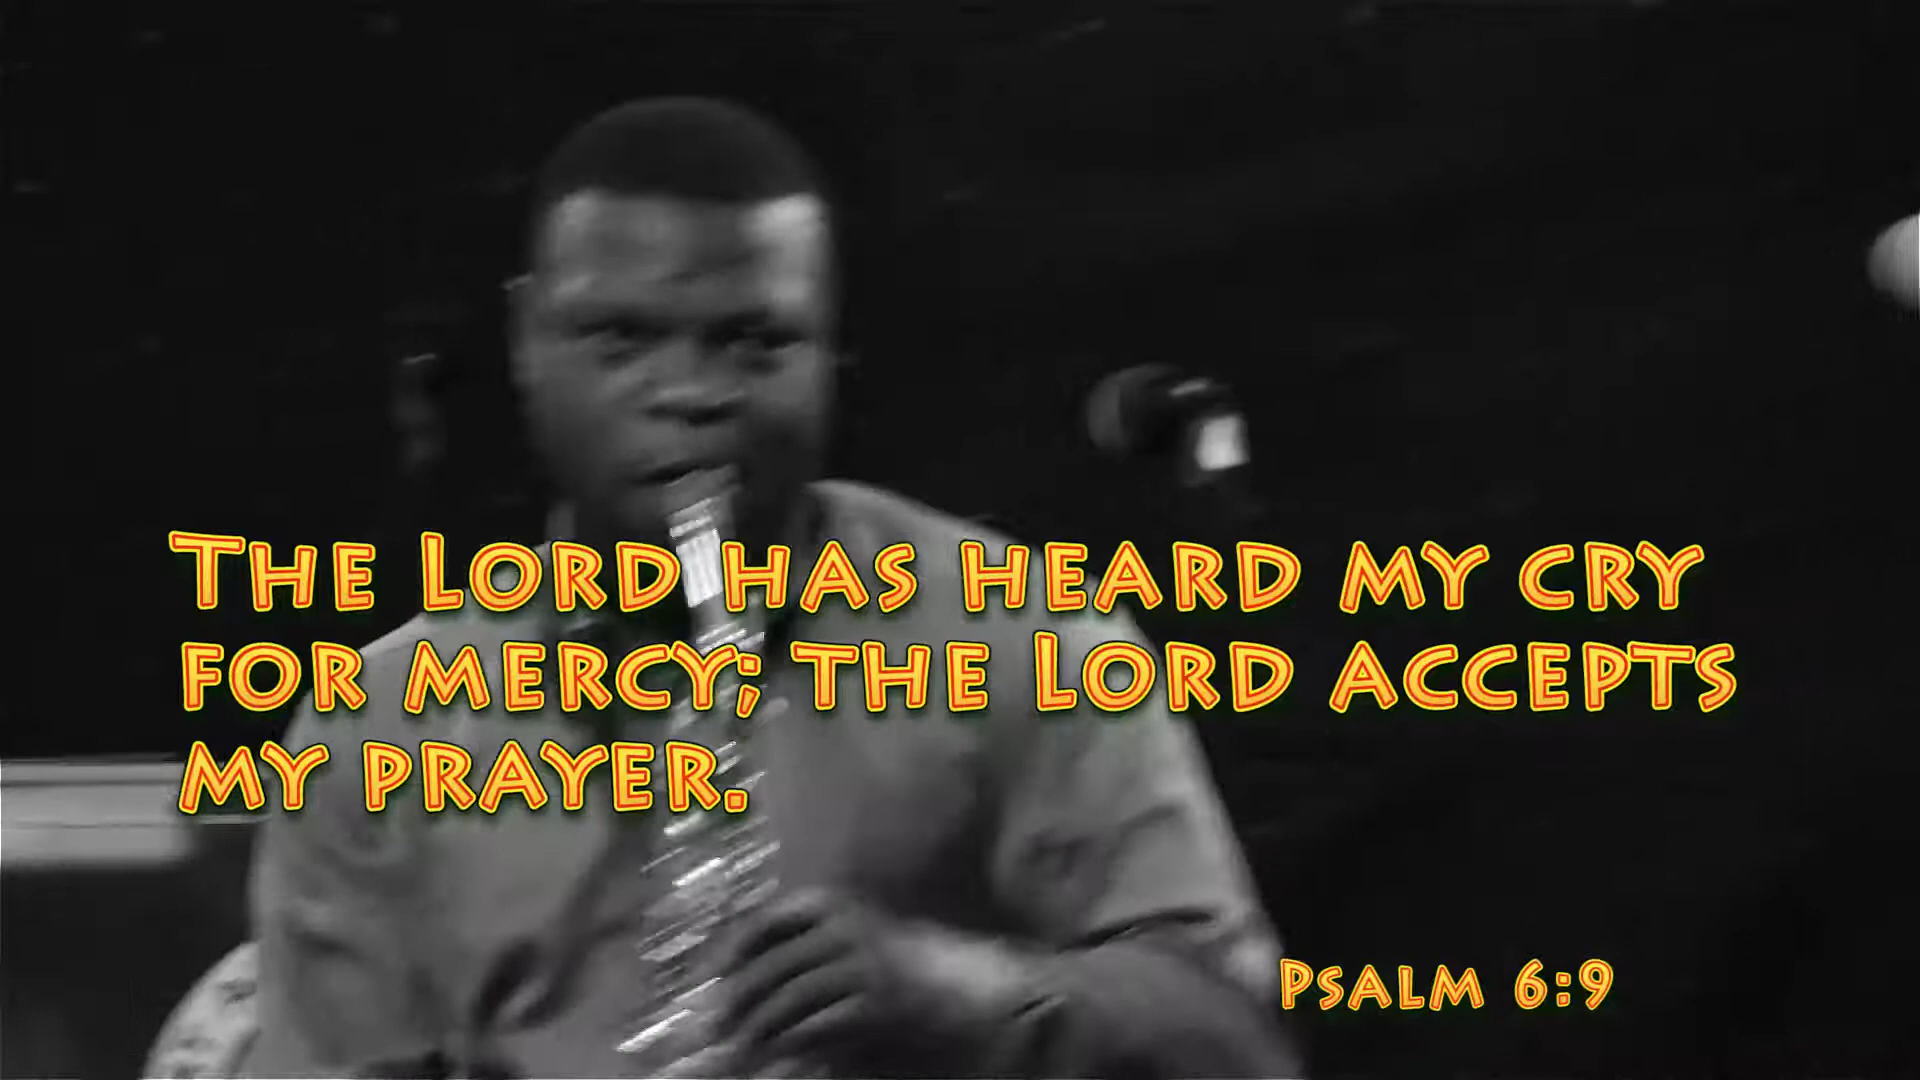 The Lord has heard my cry
for mercy; the Lord accepts
my prayer.
Psalm 6:9